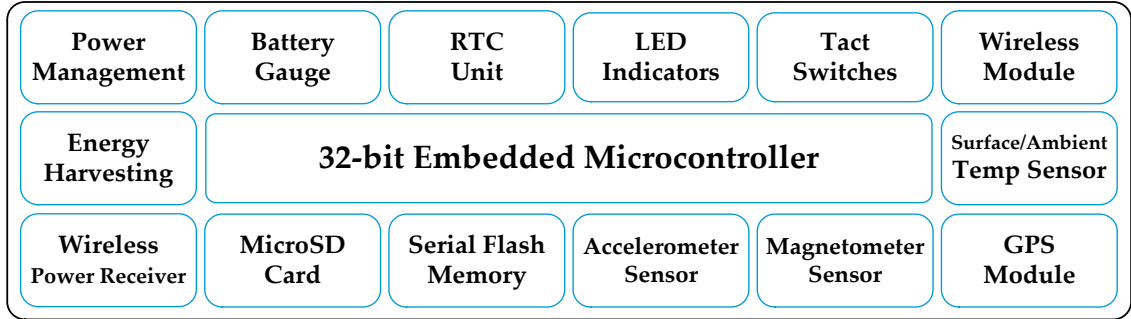 Power
Management
Battery
Gauge
RTC
Unit
LED
Indicators
Tact
Switches
Wireless
Module
Energy
Harvesting
32-bit Embedded Microcontroller
Surface/Ambient
Temp Sensor
Wireless
Power Receiver
MicroSD
Card
Serial Flash
Memory
Accelerometer
Sensor
Magnetometer
Sensor
GPS
Module